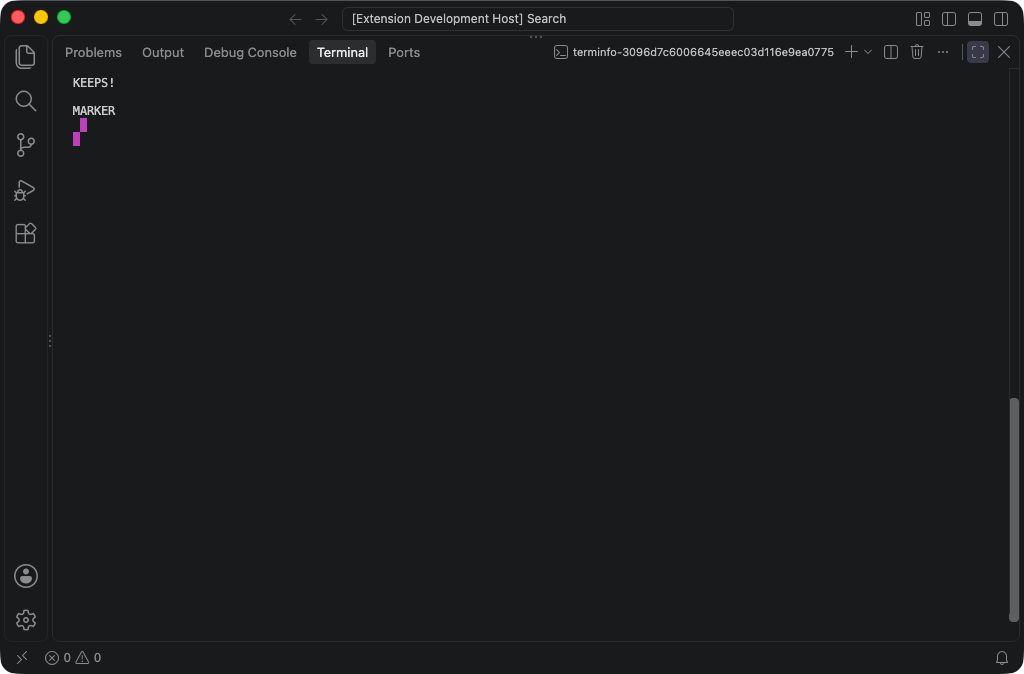 [Extension Development Host] Search
Problems Output Debug Console Terminal Ports terminfo-3096d7c6006645eeec03d116e9ea0775
KEEPS!
MARKER
0 0